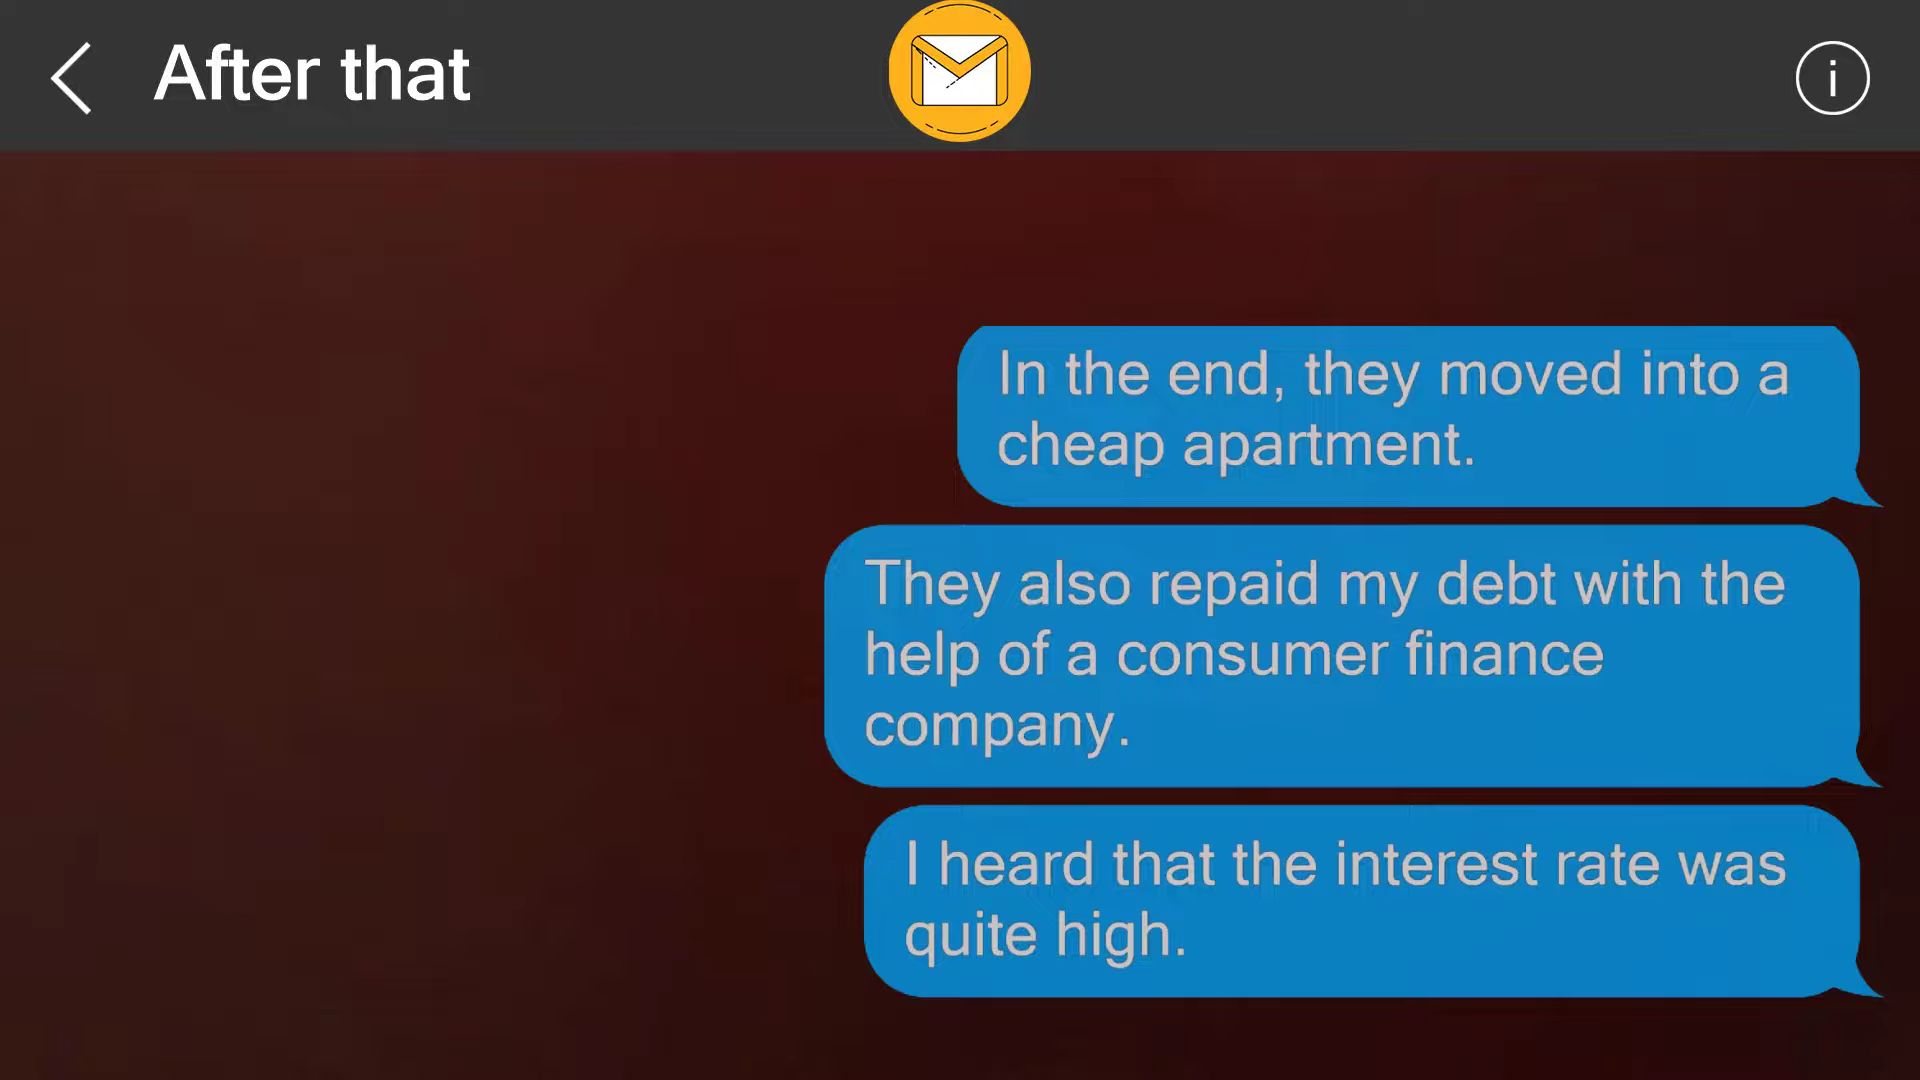 After that
In the end, they moved into a
cheap apartment.
They also repaid my debt with the
help of a consumer finance
company.
I heard that the interest rate was
quite high.